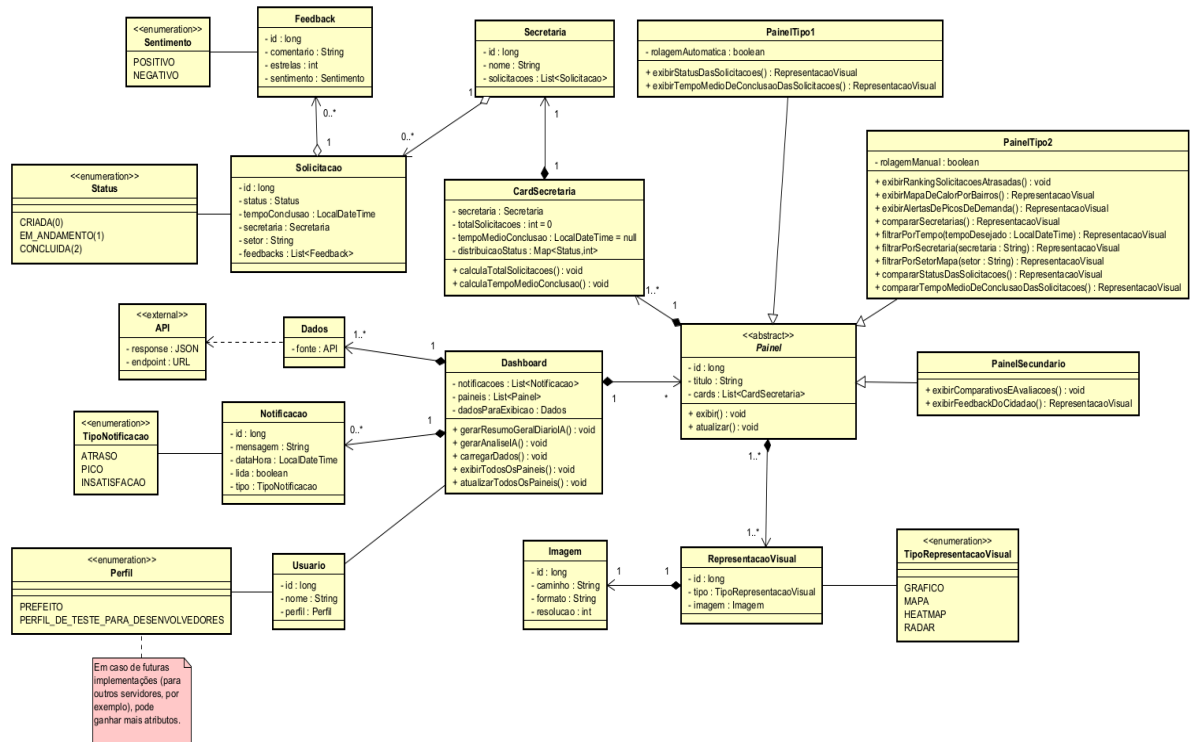 <<enumeration>>
Sentimento
POSITIVO
NEGATIVO
Feedback
- id : long
- comentario : String
- estrelas : int
- sentimento : Sentimento
Secretaria
- id : long
- nome : String
- solicitacoes : List<Solicitacao>
PainelTipo1
- rolagemAutomatica : boolean
+ exibirStatusDasSolicitacoes() : RepresentacaoVisual
+ exibirTempoMedioDeConclusaoDasSolicitacoes() : RepresentacaoVisual
0..*
1
1
0..*
1
1
PainelTipo2
- rolagemManual : boolean
+ exibirRankingSolicitacoesAtrasadas() : void
+ exibirMapaDeCalorPorBairros() : RepresentacaoVisual
+ exibirAlertasDePicosDeDemanda() : RepresentacaoVisual
+ compararSecretarias() : RepresentacaoVisual
+ filtrarPorTempo(tempoDesejado : LocalDateTime) : RepresentacaoVisual
+ filtrarPorSecretaria(secretaria : String) : RepresentacaoVisual
+ filtrarPorSetorMapa(setor : String) : RepresentacaoVisual
+ compararStatusDasSolicitacoes() : RepresentacaoVisual
+ compararTempoMedioDeConclusaoDasSolicitacoes() : RepresentacaoVisual
<<enumeration>>
Status
CRIADA(0)
EM_ANDAMENTO(1)
CONCLUIDA(2)
Solicitacao
- id : long
- status : Status
- tempoConclusao : LocalDateTime
- secretaria : Secretaria
- setor : String
- feedbacks : List<Feedback>
CardSecretaria
- secretaria : Secretaria
- totalSolicitacoes : int = 0
- tempoMedioConclusao : LocalDateTime = null
- distribuicaoStatus : Map<Status,int>
+ calculaTotalSolicitacoes() : void
+ calculaTempoMedioConclusao() : void
1..*
1
<<external>>
API
- response : JSON
- endpoint : URL
Dados
- fonte : API
1..*
1
Dashboard
- notificacoes : List<Notificacao>
- paineis : List<Painel>
- dadosParaExibicao : Dados
+ gerarResumoGeralDiarioIA() : void
+ gerarAnaliseIA() : void
+ carregarDados() : void
+ exibirTodosOsPaineis() : void
+ atualizarTodosOsPaineis() : void
1
*
<<abstract>>
Painel
- id : long
- titulo : String
- cards : List<CardSecretaria>
+ exibir() : void
+ atualizar() : void
PainelSecundario
+ exibirComparativosEAvaliacoes() : void
+ exibirFeedbackDoCidadao() : RepresentacaoVisual
<<enumeration>>
TipoNotificacao
ATRASO
PICO
INSATISFACAO
Notificacao
- id : long
- mensagem : String
- dataHora : LocalDateTime
- lida : boolean
- tipo : TipoNotificacao
0..*
1
1..*
1..*
<<enumeration>>
Perfil
PREFEITO
PERFIL_DE_TESTE_PARA_DESENVOLVEDORES
Usuario
- id : long
- nome : String
- perfil : Perfil
Imagem
- id : long
- caminho : String
- formato : String
- resolucao : int
1
1
RepresentacaoVisual
- id : long
- tipo : TipoRepresentacaoVisual
- imagem : Imagem
<<enumeration>>
TipoRepresentacaoVisual
GRAFICO
MAPA
HEATMAP
RADAR
Em caso de futuras
implementações (para
outros servidores, por
exemplo), pode
ganhar mais atributos.